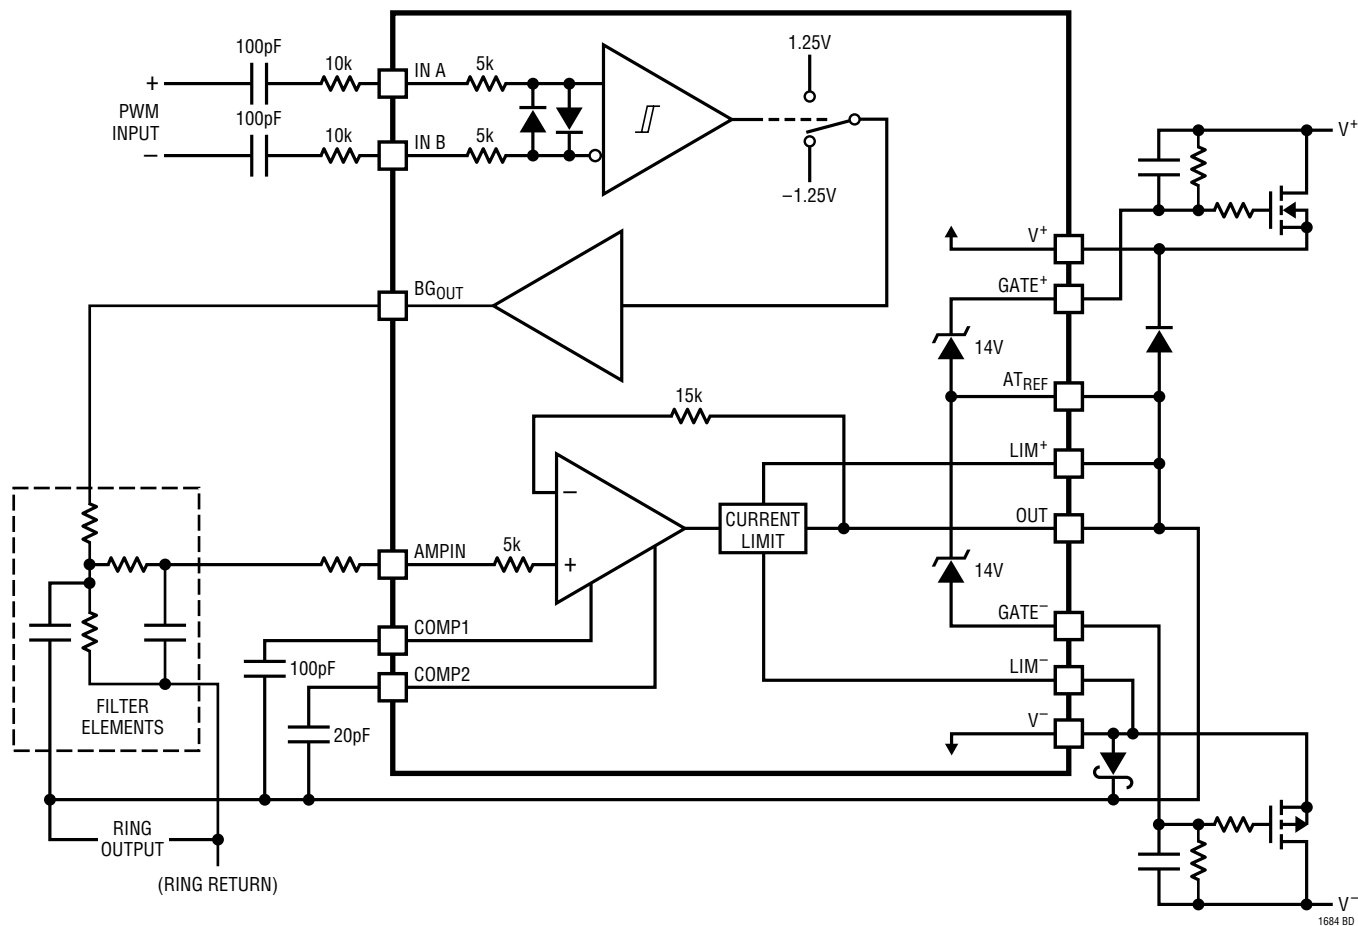 100pF
10k
IN A
5k
1.25V
+
PWM
INPUT
−
100pF
10k
IN B
5k
−1.25V
V+
V+
GATE+
BGOUT
14V
ATREF
15k
LIM+
−
CURRENT
LIMIT
OUT
AMPIN
5k
+
14V
GATE−
COMP1
LIM−
100pF
COMP2
FILTER
ELEMENTS
20pF
V−
RING
OUTPUT
(RING RETURN)
V−
1684 BD